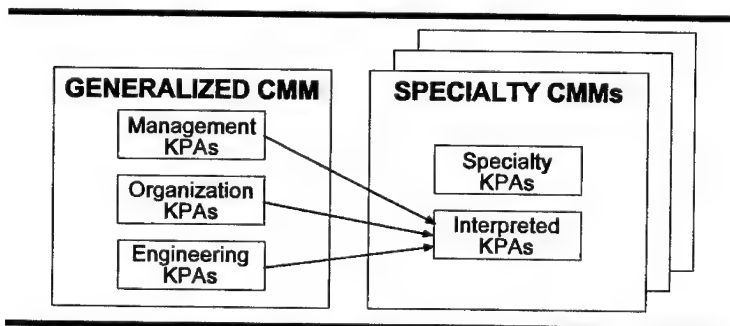 GENERALIZED CMM
Management
KPAs
Organization
KPAs
Engineering
KPAs
SPECIALTY CMMs
Specialty
KPAs
Interpreted
KPAs